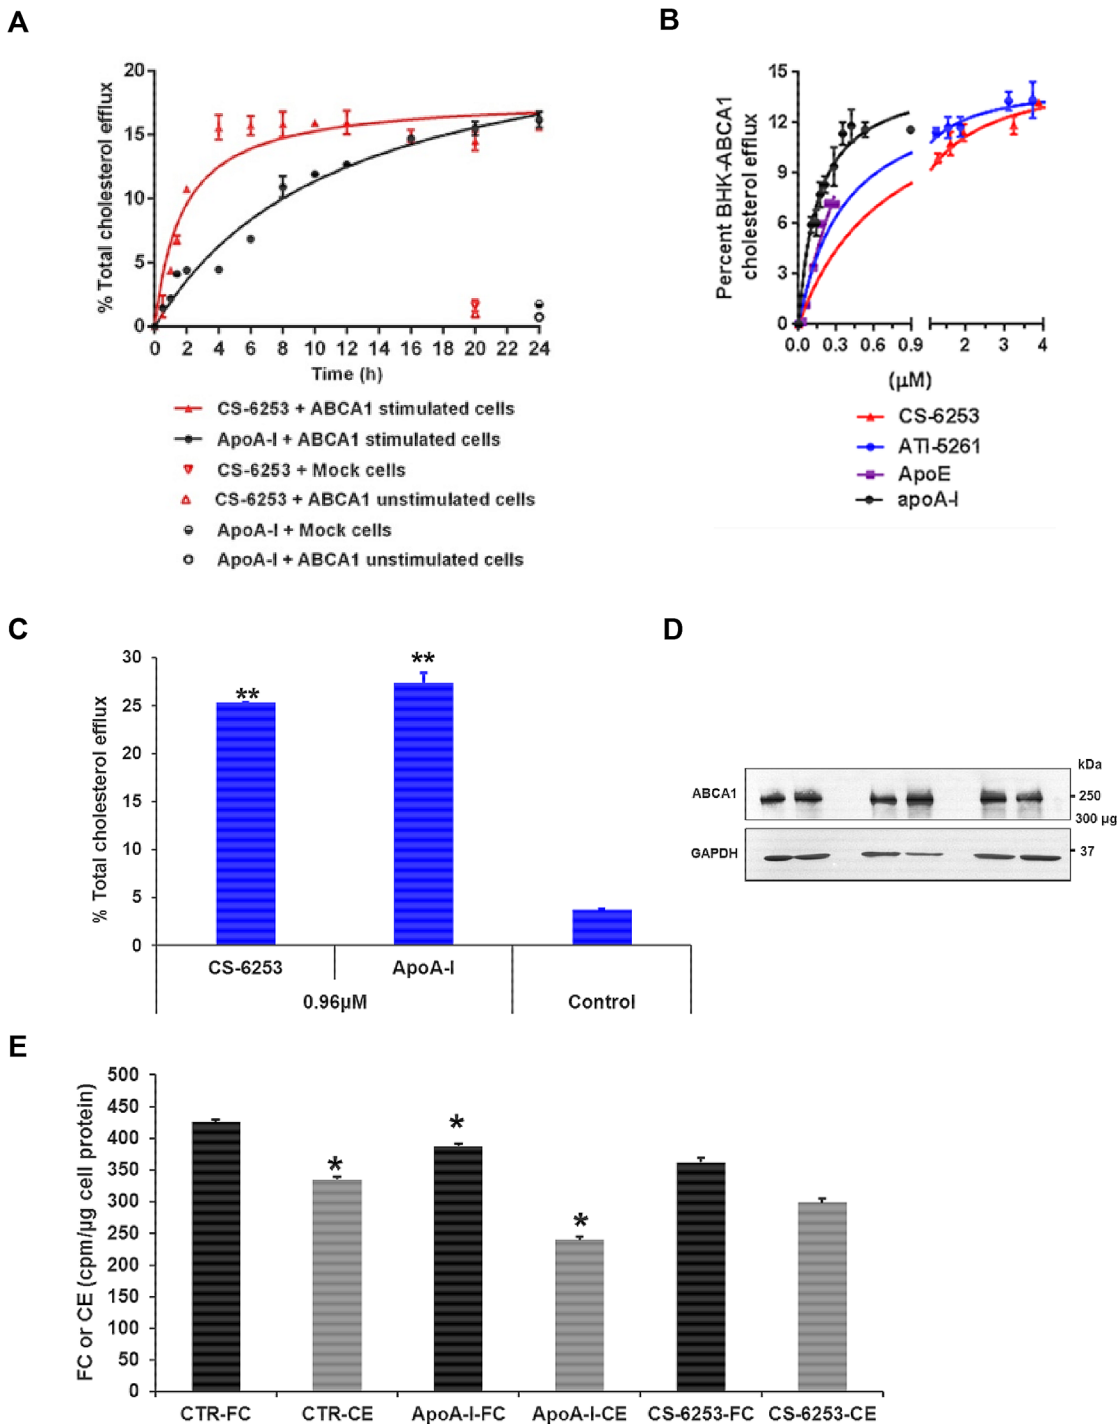 A
% Total cholesterol efflux
20
15
10
5
0
0 2 4 6 8 10 12 14 16 18 20 22 24
Time (h)
CS-6253 + ABCA1 stimulated cells
ApoA-I + ABCA1 stimulated cells
CS-6253 + Mock cells
CS-6253 + ABCA1 unstimulated cells
ApoA-I + Mock cells
ApoA-I + ABCA1 unstimulated cells
B
Percent BHK-ABCA1
cholesterol efflux
15
12
9
6
3
0
0.0 0.3 0.6 0.9 2 3 4
(μM)
CS-6253
ATI-5261
ApoE
apoA-I
C
% Total cholesterol efflux
30
25
20
15
10
5
0
** **
CS-6253 ApoA-I
0.96μM Control
D
kDa
ABCA1
250
300 μg
GAPDH
37
E
FC or CE (cpm/μg cell protein)
500
450
400
350
300
250
200
150
100
50
0
* * *
CTR-FC CTR-CE ApoA-I-FC ApoA-I-CE CS-6253-FC CS-6253-CE